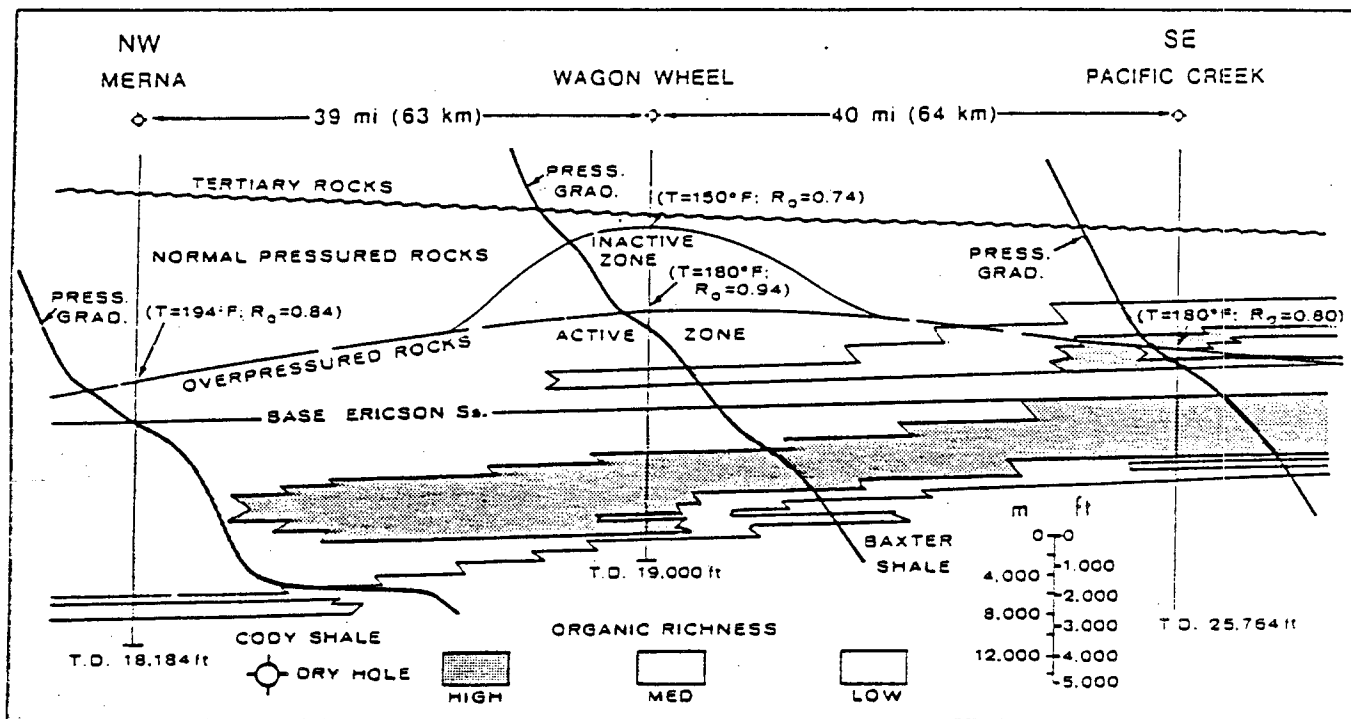 NW
MERNA
WAGON WHEEL
SE
PACIFIC CREEK
39 mi (63 km)
40 mi (64 km)
TERTIARY ROCKS
PRESS.
GRAD.
(T=150°F; Ro=0.74)
INACTIVE
ZONE
NORMAL PRESSURED ROCKS
PRESS.
GRAD.
(T=180°F;
Ro=0.94)
PRESS.
GRAD.
(T=194°F; Ro=0.84)
ACTIVE ZONE
(T=180°F; Ro=0.80)
OVERPRESSURED ROCKS
BASE ERICSON Ss.
BAXTER
SHALE
T.D. 19,000 ft
m ft
0 0
1,000
4,000
2,000
8,000
3,000
12,000 4,000
5,000
T.D. 25,764 ft
CODY SHALE
T.D. 18,184 ft
DRY HOLE
ORGANIC RICHNESS
HIGH
MED
LOW